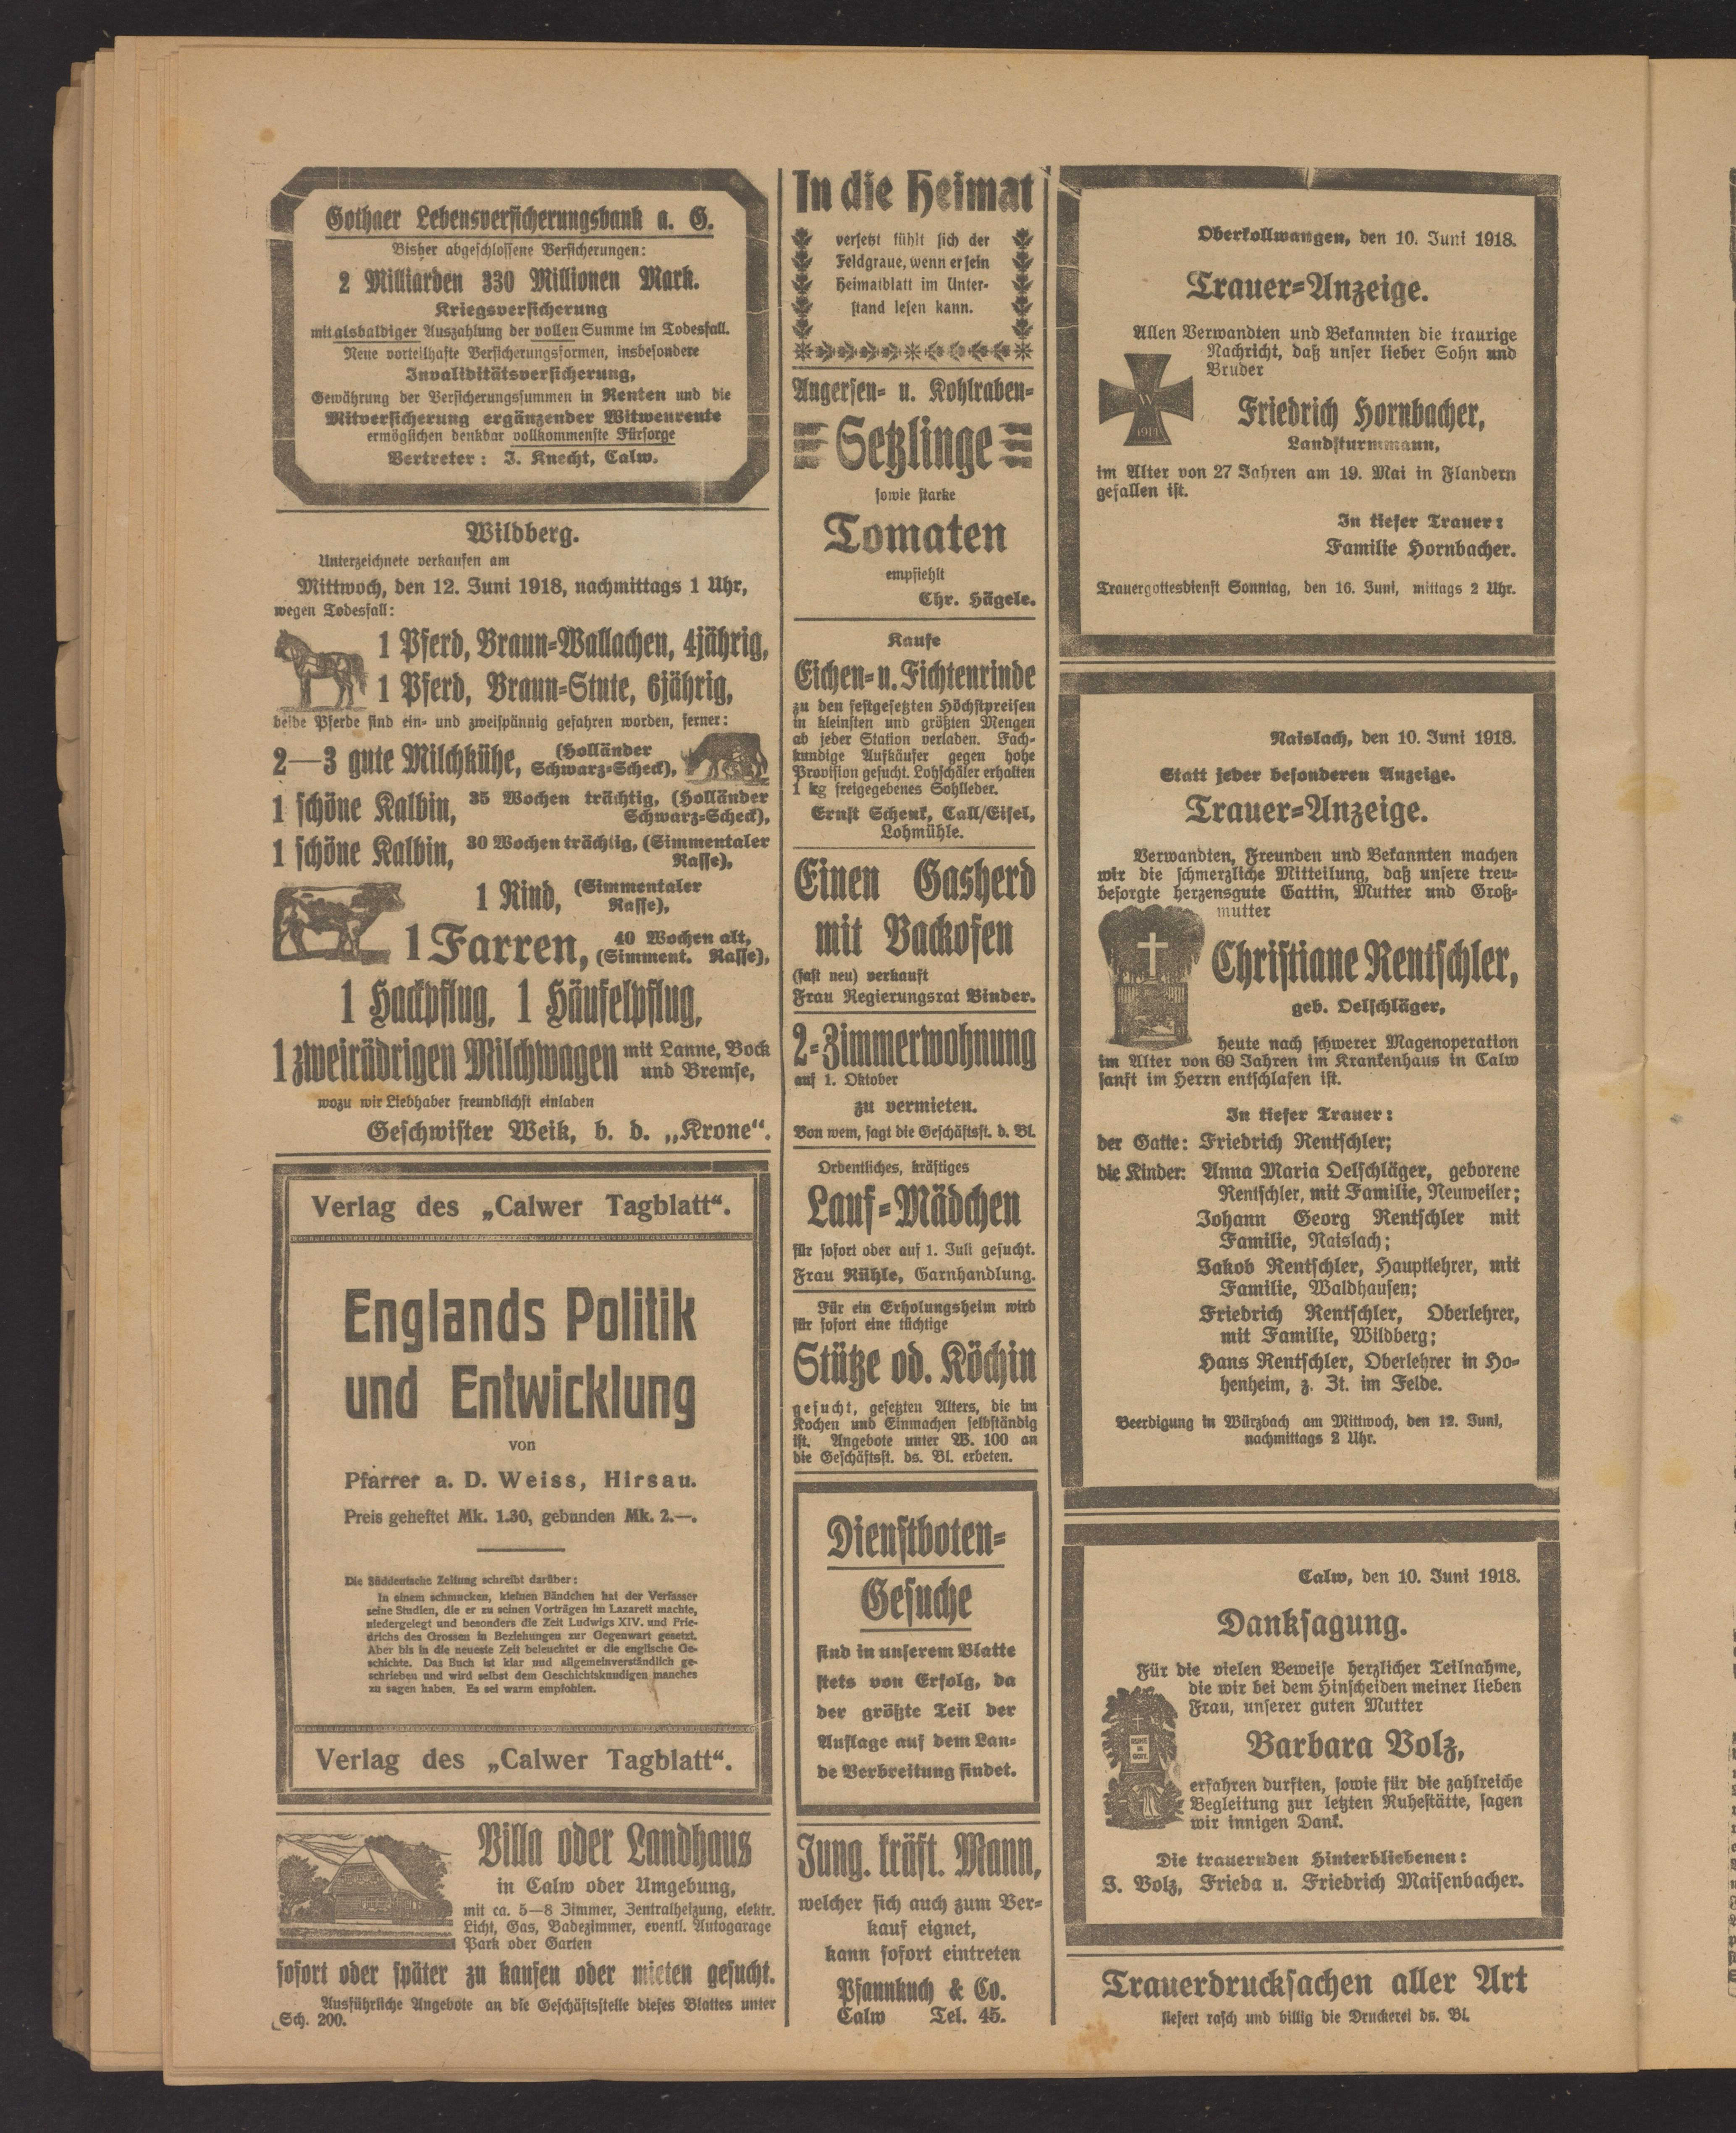 Gothaer Lebensversicherungsbank a. G.
Bisher abgeschlossene Versicherungen:
2 Milliarden 330 Millionen Mark.
Kriegsversicherung
mit alsbaldiger Auszahlung der vollen Summe im Todesfall.
Neue vorteilhafte Versicherungsformen, insbesondere
Invaliditätsversicherung,
Gewährung der Versicherungssummen in Renten und die
Mitversicherung ergänzender Witwenrente
ermöglichen denkbar vollkommenste Fürsorge
Vertreter: J. Knecht, Calw.
Wildberg.
Unterzeichnete verkaufen am
Mittwoch, den 12. Juni 1918, nachmittags 1 Uhr,
wegen Todesfall:
1 Pferd, Braun-Wallachen, 4jährig,
1 Pferd, Braun-Stute, 6jährig,
beide Pferde sind ein- und zweispännig gefahren worden, ferner:
2—3 gute Milchkühe, (Holländer
Schwarz-Scheck),
1 schöne Kalbin, 35 Wochen trächtig, (Holländer
Schwarz-Scheck),
1 schöne Kalbin, 30 Wochen trächtig, (Simmentaler
Rasse),
1 Rind, (Simmentaler
Rasse),
1 Farren, 40 Wochen alt,
(Simment. Rasse),
1 Hackpflug, 1 Häufelpflug,
1 zweirädrigen Milchwagen mit Lanne, Bock
und Bremse,
wozu wir Liebhaber freundlichst einladen
Geschwister Weik, b. d. „Krone“.
Verlag des „Calwer Tagblatt“.
Englands Politik
und Entwicklung
von
Pfarrer a. D. Weiss, Hirsau.
Preis geheftet Mk. 1.30, gebunden Mk. 2.—.
Die Süddeutsche Zeitung schreibt darüber:
In einem schmucken, kleinen Bändchen hat der Verfasser
seine Studien, die er zu seinen Vorträgen im Lazarett machte,
niedergelegt und besonders die Zeit Ludwigs XIV. und Frie-
drichs des Grossen in Beziehungen zur Gegenwart gesetzt.
Aber bis in die neueste Zeit beleuchtet er die englische Ge-
schichte. Das Buch ist klar und allgemeinverständlich ge-
schrieben und wird selbst dem Geschichtskundigen manches
zu sagen haben. Es sei warm empfohlen.
Verlag des „Calwer Tagblatt“.
Villa oder Landhaus
in Calw oder Umgebung,
mit ca. 5—8 Zimmer, Zentralheizung, elektr.
Licht, Gas, Badezimmer, eventl. Autogarage
Park oder Garten
sofort oder später zu kaufen oder mieten gesucht.
Ausführliche Angebote an die Geschäftsstelle dieses Blattes unter
Sch. 200.
In die Heimat
versetzt fühlt sich der
Feldgraue, wenn er sein
Heimatblatt im Unter-
stand lesen kann.
Angersen- u. Kohlraben-
Setzlinge
sowie starke
Tomaten
empfiehlt
Chr. Hägele.
Kaufe
Eichen- u. Fichtenrinde
zu den festgesetzten Höchstpreisen
in kleinsten und größten Mengen
ab jeder Station verladen. Fach-
kundige Aufkäufer gegen hohe
Provision gesucht. Lohschäler erhalten
1 kg freigegebenes Sohlleder.
Ernst Schenk, Call/Eifel,
Lohmühle.
Einen Gasherd
mit Backofen
(fast neu) verkauft
Frau Regierungsrat Binder.
2-Zimmerwohnung
auf 1. Oktober
zu vermieten.
Von wem, sagt die Geschäftsst. d. Bl.
Ordentliches, kräftiges
Lauf-Mädchen
für sofort oder auf 1. Juli gesucht.
Frau Rühle, Garnhandlung.
Für ein Erholungsheim wird
für sofort eine tüchtige
Stütze od. Köchin
gesucht, gesetzten Alters, die im
Kochen und Einmachen selbständig
ist. Angebote unter W. 100 an
die Geschäftsst. ds. Bl. erbeten.
Dienstboten-
Gesuche
sind in unserem Blatte
stets von Erfolg, da
der größte Teil der
Auflage auf dem Lan-
de Verbreitung findet.
Jung. kräft. Mann,
welcher sich auch zum Ver-
kauf eignet,
kann sofort eintreten
Pfannkuch & Co.
Calw Tel. 45.
Oberkollwangen, den 10. Juni 1918.
Trauer-Anzeige.
Allen Verwandten und Bekannten die traurige
Nachricht, daß unser lieber Sohn und
Bruder
W
1914
Friedrich Hornbacher,
Landsturmmann,
im Alter von 27 Jahren am 19. Mai in Flandern
gefallen ist.
In tiefer Trauer:
Familie Hornbacher.
Trauergottesdienst Sonntag, den 16. Juni, mittags 2 Uhr.
Naislach, den 10. Juni 1918.
Statt jeder besonderen Anzeige.
Trauer-Anzeige.
Verwandten, Freunden und Bekannten machen
wir die schmerzliche Mitteilung, daß unsere treu-
besorgte herzensgute Gattin, Mutter und Groß-
mutter
Christiane Rentschler,
geb. Oelschläger,
heute nach schwerer Magenoperation
im Alter von 69 Jahren im Krankenhaus in Calw
sanft im Herrn entschlafen ist.
In tiefer Trauer:
der Gatte: Friedrich Rentschler;
die Kinder: Anna Maria Oelschläger, geborene
Rentschler, mit Familie, Neuweiler;
Johann Georg Rentschler mit
Familie, Naislach;
Jakob Rentschler, Hauptlehrer, mit
Familie, Waldhausen;
Friedrich Rentschler, Oberlehrer,
mit Familie, Wildberg;
Hans Rentschler, Oberlehrer in Ho-
henheim, z. Zt. im Felde.
Beerdigung in Würzbach am Mittwoch, den 12. Juni,
nachmittags 2 Uhr.
Calw, den 10. Juni 1918.
Danksagung.
Für die vielen Beweise herzlicher Teilnahme,
die wir bei dem Hinscheiden meiner lieben
Frau, unserer guten Mutter
RUHE
IN
GOTT.
Barbara Volz,
erfahren durften, sowie für die zahlreiche
Begleitung zur letzten Ruhestätte, sagen
wir innigen Dank.
Die trauernden Hinterbliebenen:
J. Volz, Frieda u. Friedrich Maisenbacher.
Trauerdrucksachen aller Art
liefert rasch und billig die Druckerei ds. Bl.